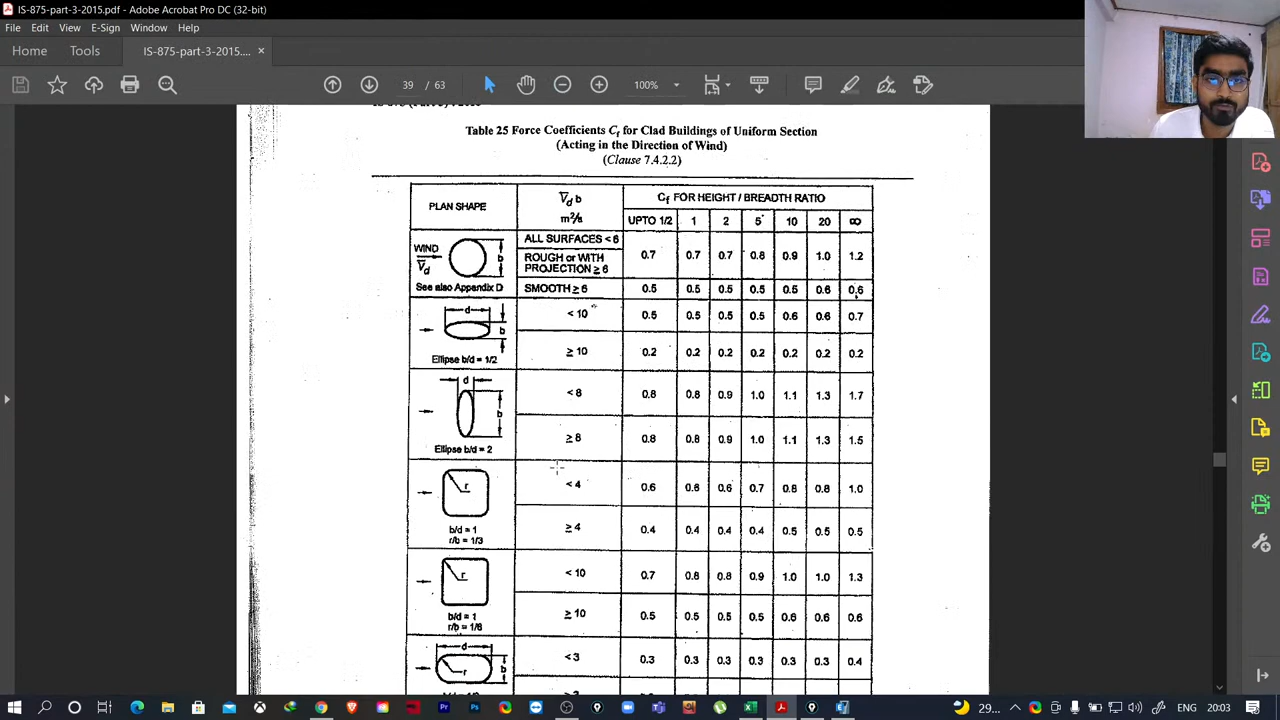 IS-875-part-3-2015.pdf - Adobe Acrobat Pro DC (32-bit)
File Edit View E-Sign Window Help
Home Tools IS-875-part-3-2015.... ×
39 / 63 100%
Table 25 Force Coefficients Cf for Clad Buildings of Uniform Section
(Acting in the Direction of Wind)
(Clause 7.4.2.2)
PLAN SHAPE V̅d b m²/s Cf FOR HEIGHT / BREADTH RATIO
UPTO 1/2 1 2 5 10 20 ∞
WIND V̅d b
See also Appendix D
ALL SURFACES < 6
ROUGH or WITH PROJECTION ≥ 6
0.7 0.7 0.7 0.8 0.9 1.0 1.2
SMOOTH ≥ 6 0.5 0.5 0.5 0.5 0.5 0.6 0.6
d b
Ellipse b/d = 1/2
< 10 0.5 0.5 0.5 0.5 0.6 0.6 0.7
≥ 10 0.2 0.2 0.2 0.2 0.2 0.2 0.2
d b
Ellipse b/d = 2
< 8 0.8 0.8 0.9 1.0 1.1 1.3 1.7
≥ 8 0.8 0.8 0.9 1.0 1.1 1.3 1.5
r
b/d = 1
r/b = 1/3
< 4 0.6 0.6 0.6 0.7 0.8 0.8 1.0
≥ 4 0.4 0.4 0.4 0.4 0.5 0.5 0.5
r
b/d = 1
r/b = 1/6
< 10 0.7 0.8 0.8 0.9 1.0 1.0 1.3
≥ 10 0.5 0.5 0.5 0.5 0.6 0.6 0.6
d r b
< 3 0.3 0.3 0.3 0.3 0.3 0.3 0.4
29... ENG 20:03